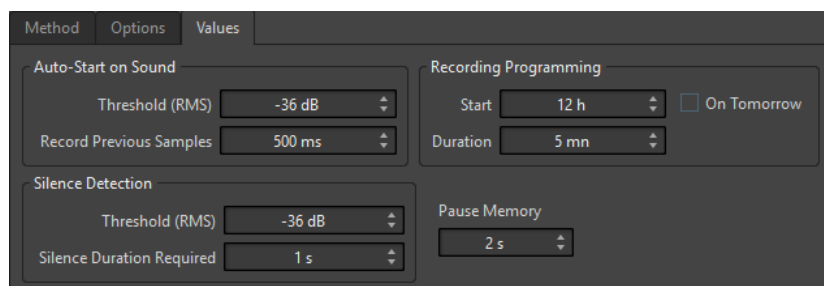 Method Options Values
Auto-Start on Sound
Threshold (RMS) -36 dB
Record Previous Samples 500 ms
Recording Programming
Start 12 h On Tomorrow
Duration 5 mn
Silence Detection
Threshold (RMS) -36 dB
Silence Duration Required 1 s
Pause Memory
2 s